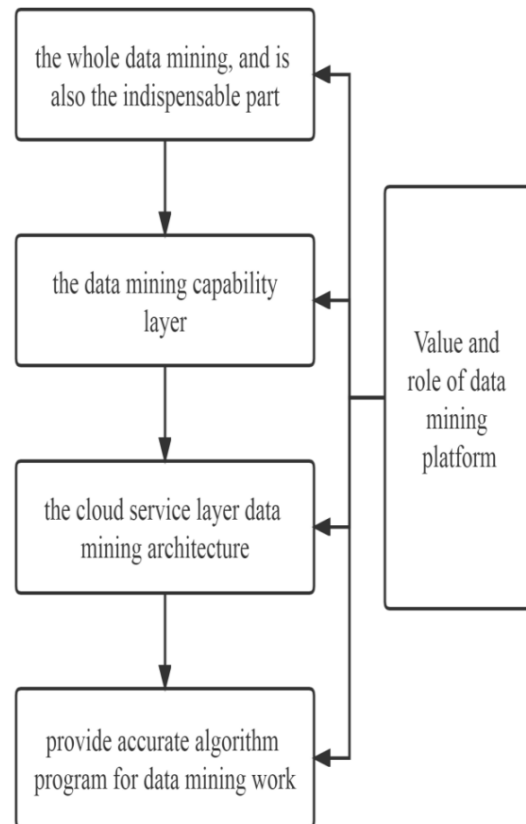 the whole data mining, and is
also the indispensable part
the data mining capability
layer
the cloud service layer data
mining architecture
provide accurate algorithm
program for data mining work
Value and
role of data
mining
platform